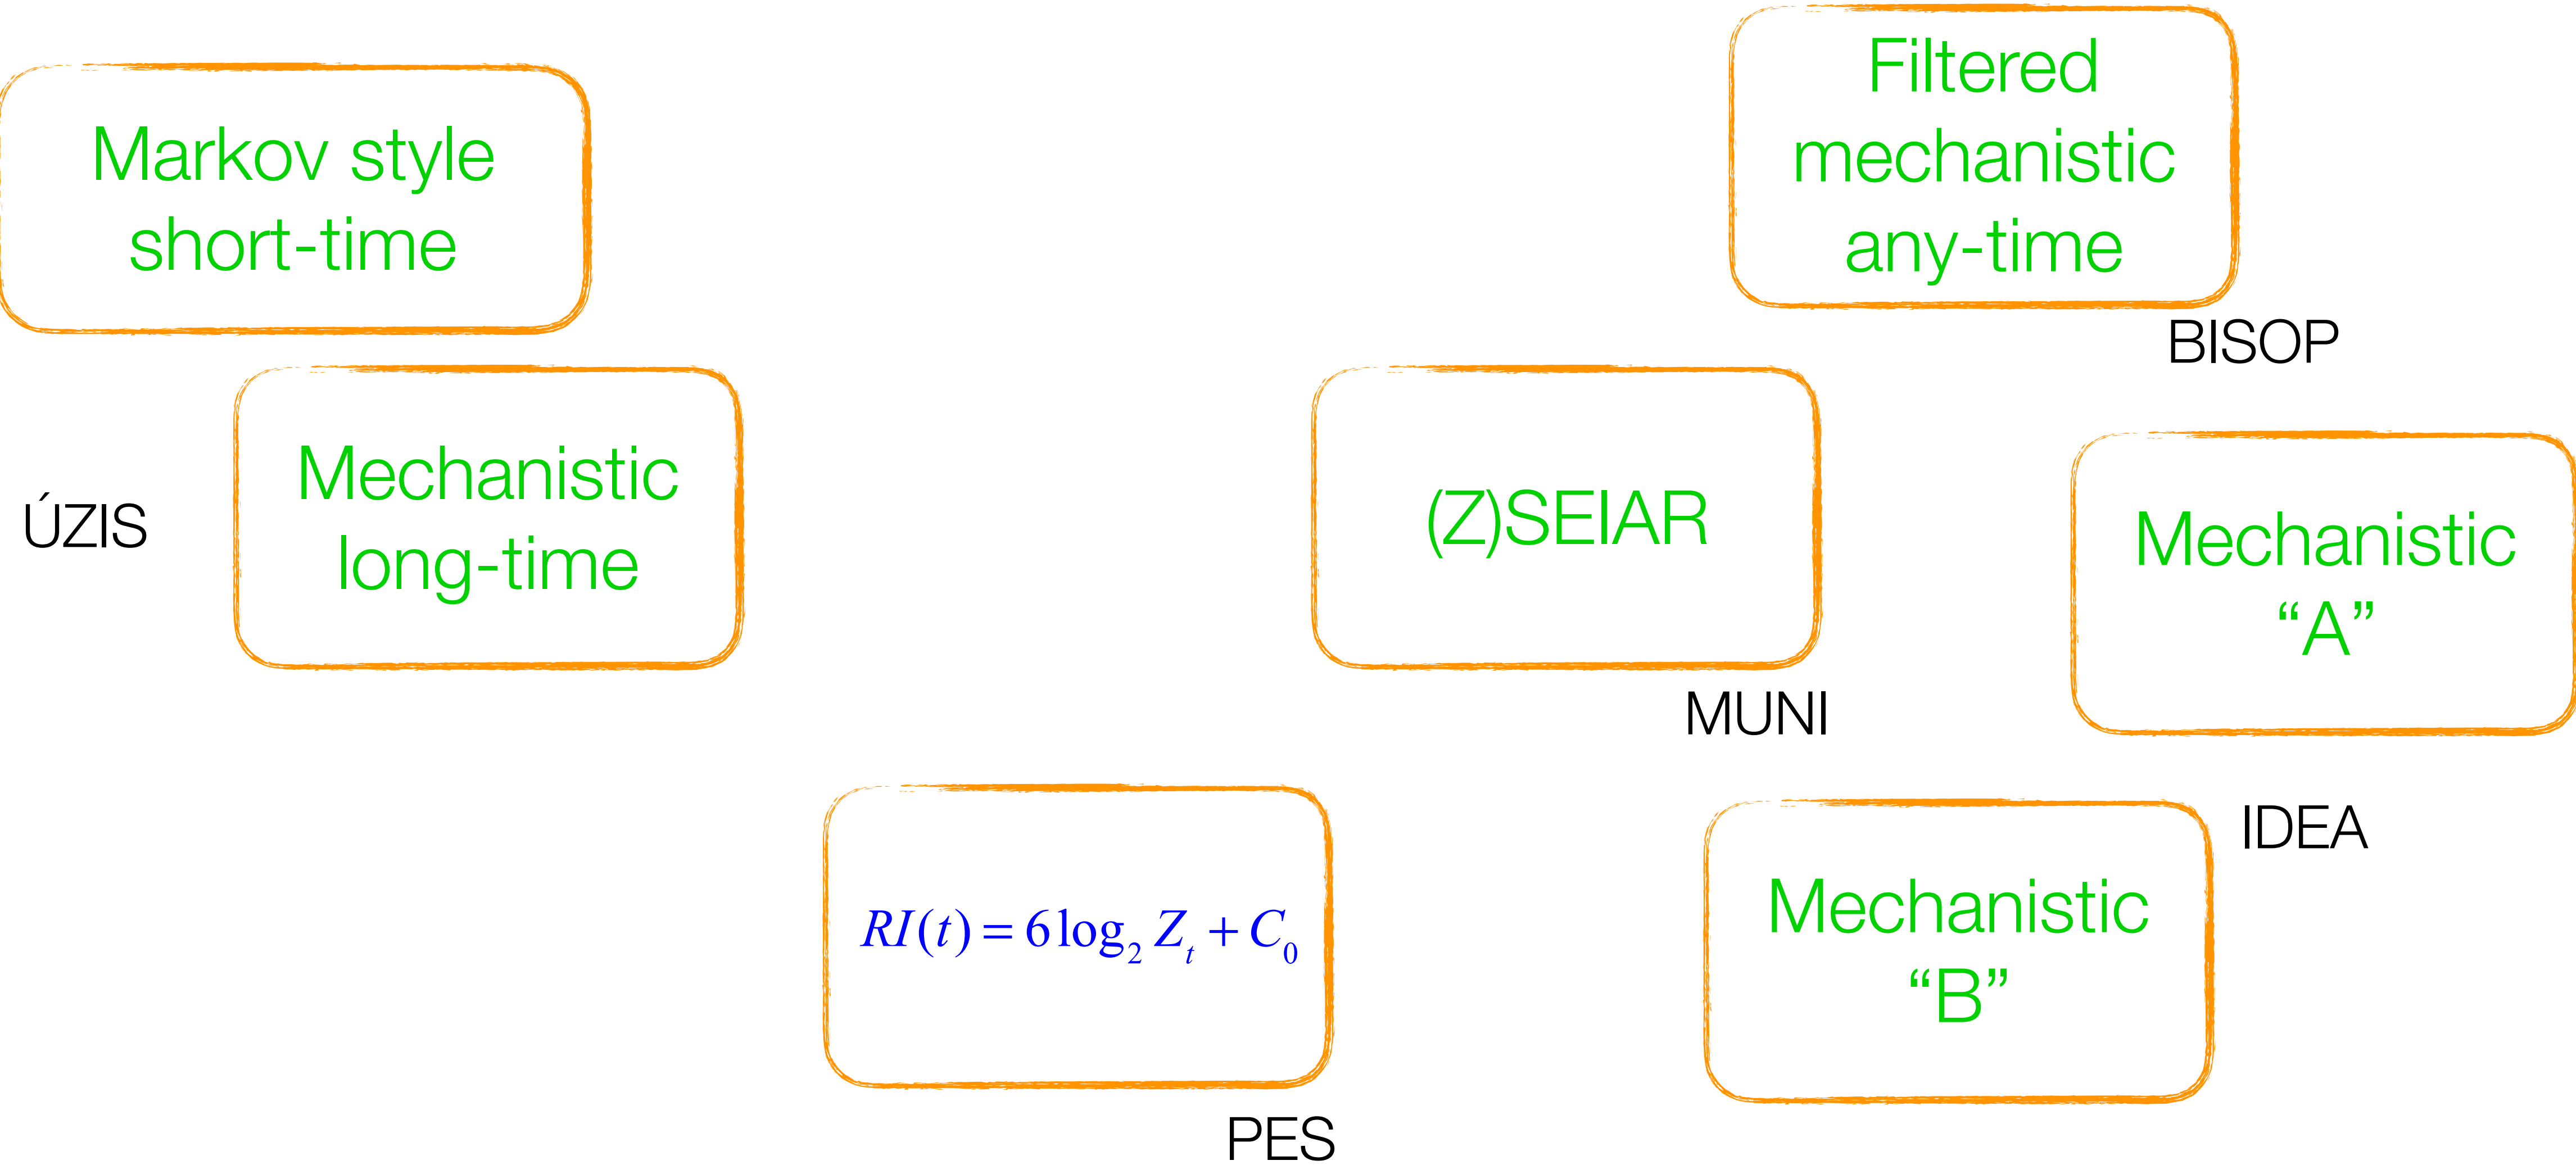 Markov style
short-time
Filtered
mechanistic
any-time
BISOP
ÚZIS
Mechanistic
long-time
(Z)SEIAR
MUNI
Mechanistic
“A”
IDEA
RI(t) = 6 log₂ Zₜ + C₀
PES
Mechanistic
“B”